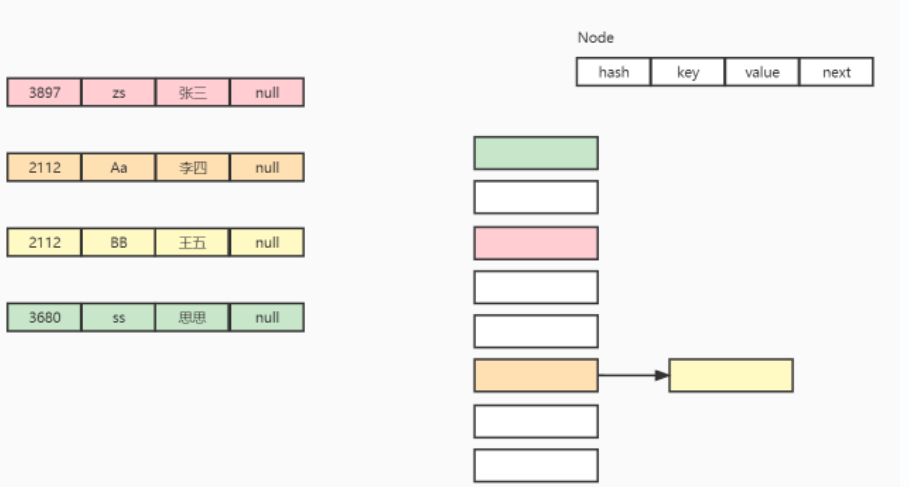 Node
hash key value next
3897 zs 张三 null
2112 Aa 李四 null
2112 BB 王五 null
3680 ss 思思 null